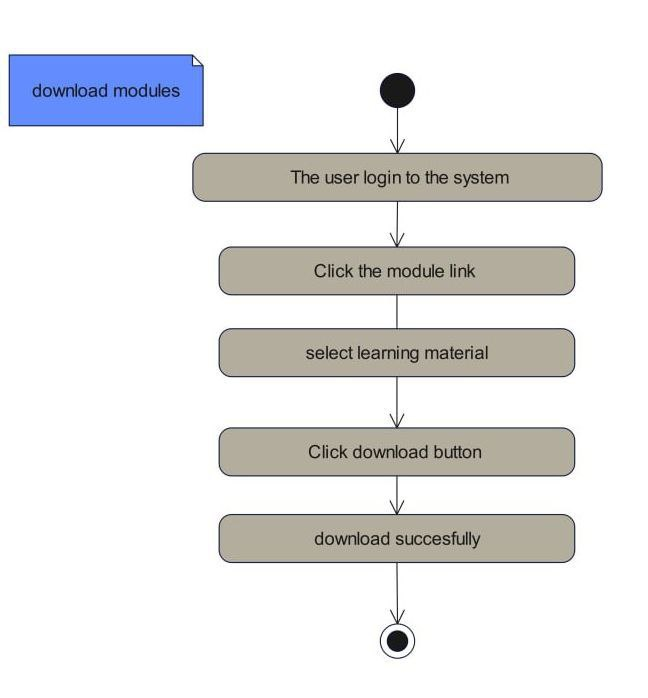 download modules
The user login to the system
Click the module link
select learning material
Click download button
download succesfully